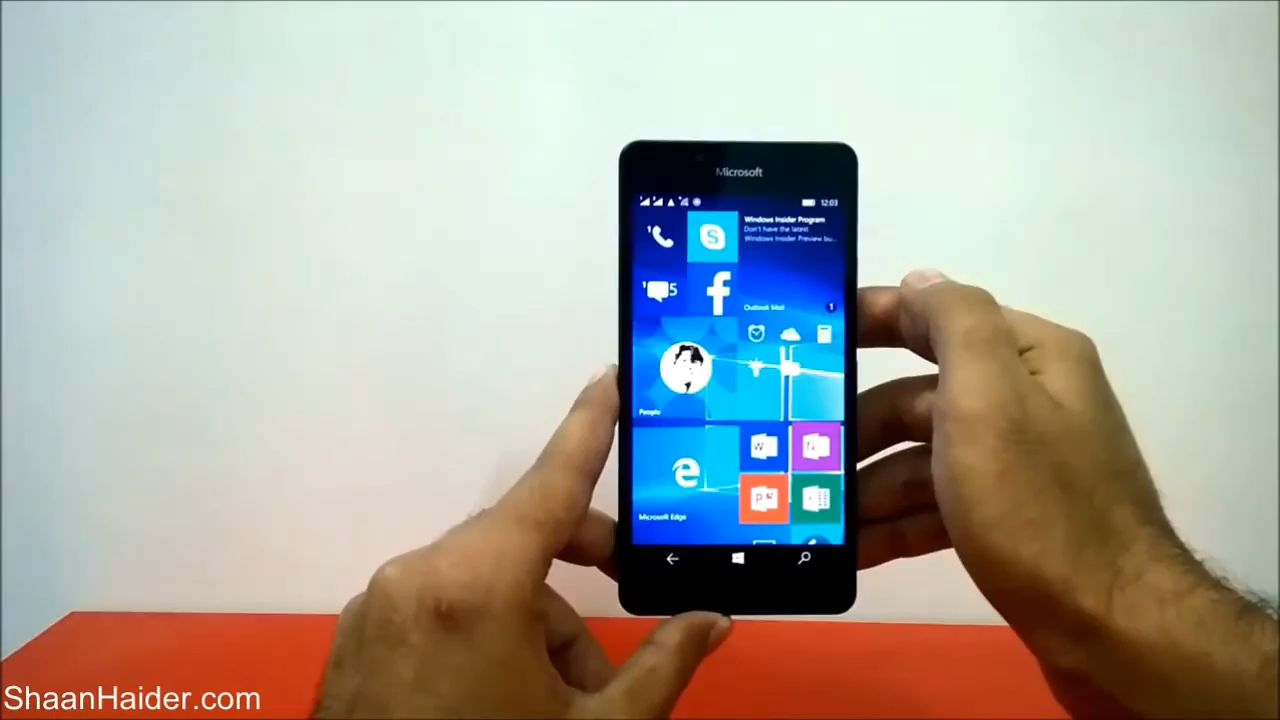 Microsoft
12:03
Windows Insider Program
Don't have the latest
Windows Insider Preview bu...
5
Outlook Mail
1
People
Microsoft Edge
ShaanHaider.com